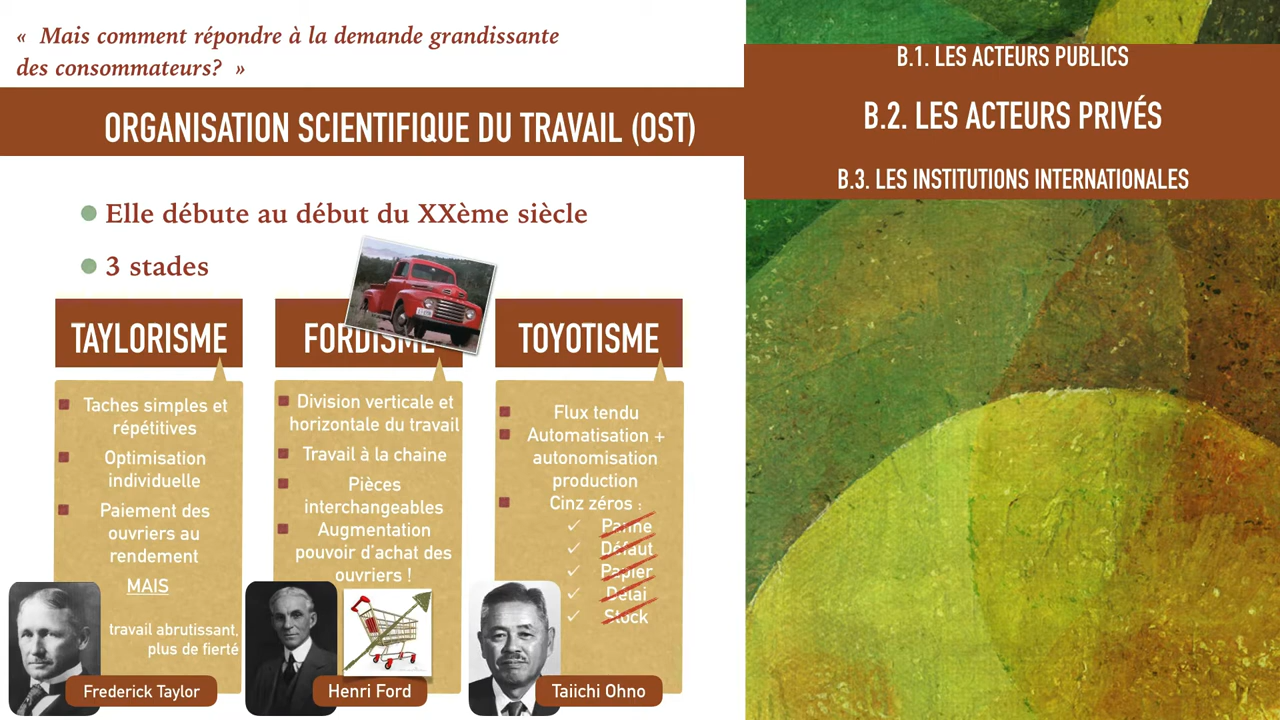 «  Mais comment répondre à la demande grandissante
des consommateurs?  »
ORGANISATION SCIENTIFIQUE DU TRAVAIL (OST)
Elle débute au début du XXème siècle
3 stades
TAYLORISME
Taches simples et
répétitives
Optimisation
individuelle
Paiement des
ouvriers au
rendement
MAIS
travail abrutissant,
plus de fierté
Frederick Taylor
FORDISME
Division verticale et
horizontale du travail
Travail à la chaine
Pièces
interchangeables
Augmentation
pouvoir d’achat des
ouvriers !
Henri Ford
TOYOTISME
Flux tendu
Automatisation +
autonomisation
production
Cinz zéros :
Panne
Défaut
Papier
Délai
Stock
Taiichi Ohno
B.1. LES ACTEURS PUBLICS
B.2. LES ACTEURS PRIVÉS
B.3. LES INSTITUTIONS INTERNATIONALES